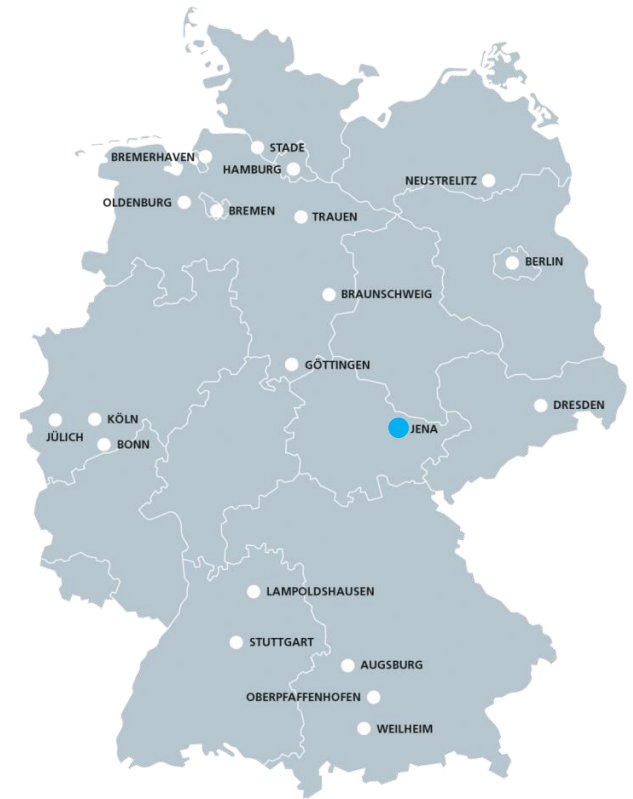 STADE
BREMERHAVEN
HAMBURG
NEUSTRELITZ
OLDENBURG
BREMEN
TRAUEN
BERLIN
BRAUNSCHWEIG
GÖTTINGEN
DRESDEN
KÖLN
JENA
JÜLICH
BONN
LAMPOLDSHAUSEN
STUTTGART
AUGSBURG
OBERPFAFFENHOFEN
WEILHEIM